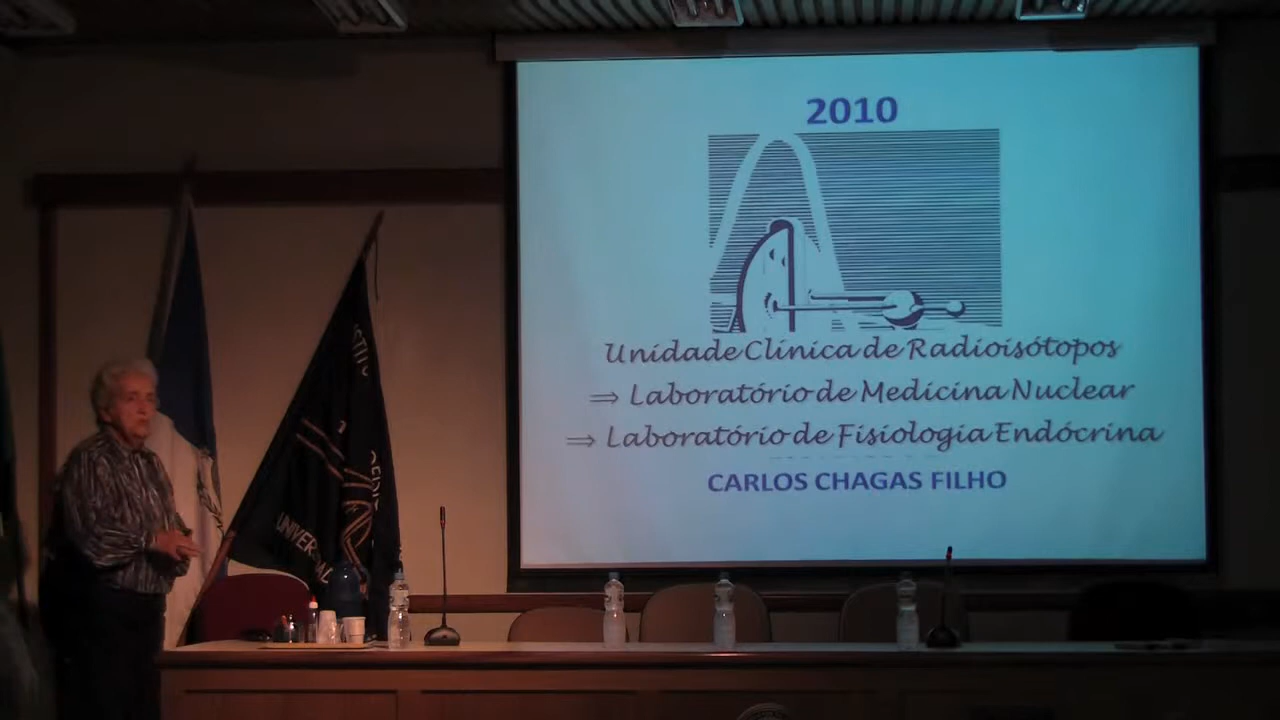 2010
Unidade Clínica de Radioisótopos
⇒ Laboratório de Medicina Nuclear
⇒ Laboratório de Fisiologia Endócrina
CARLOS CHAGAS FILHO